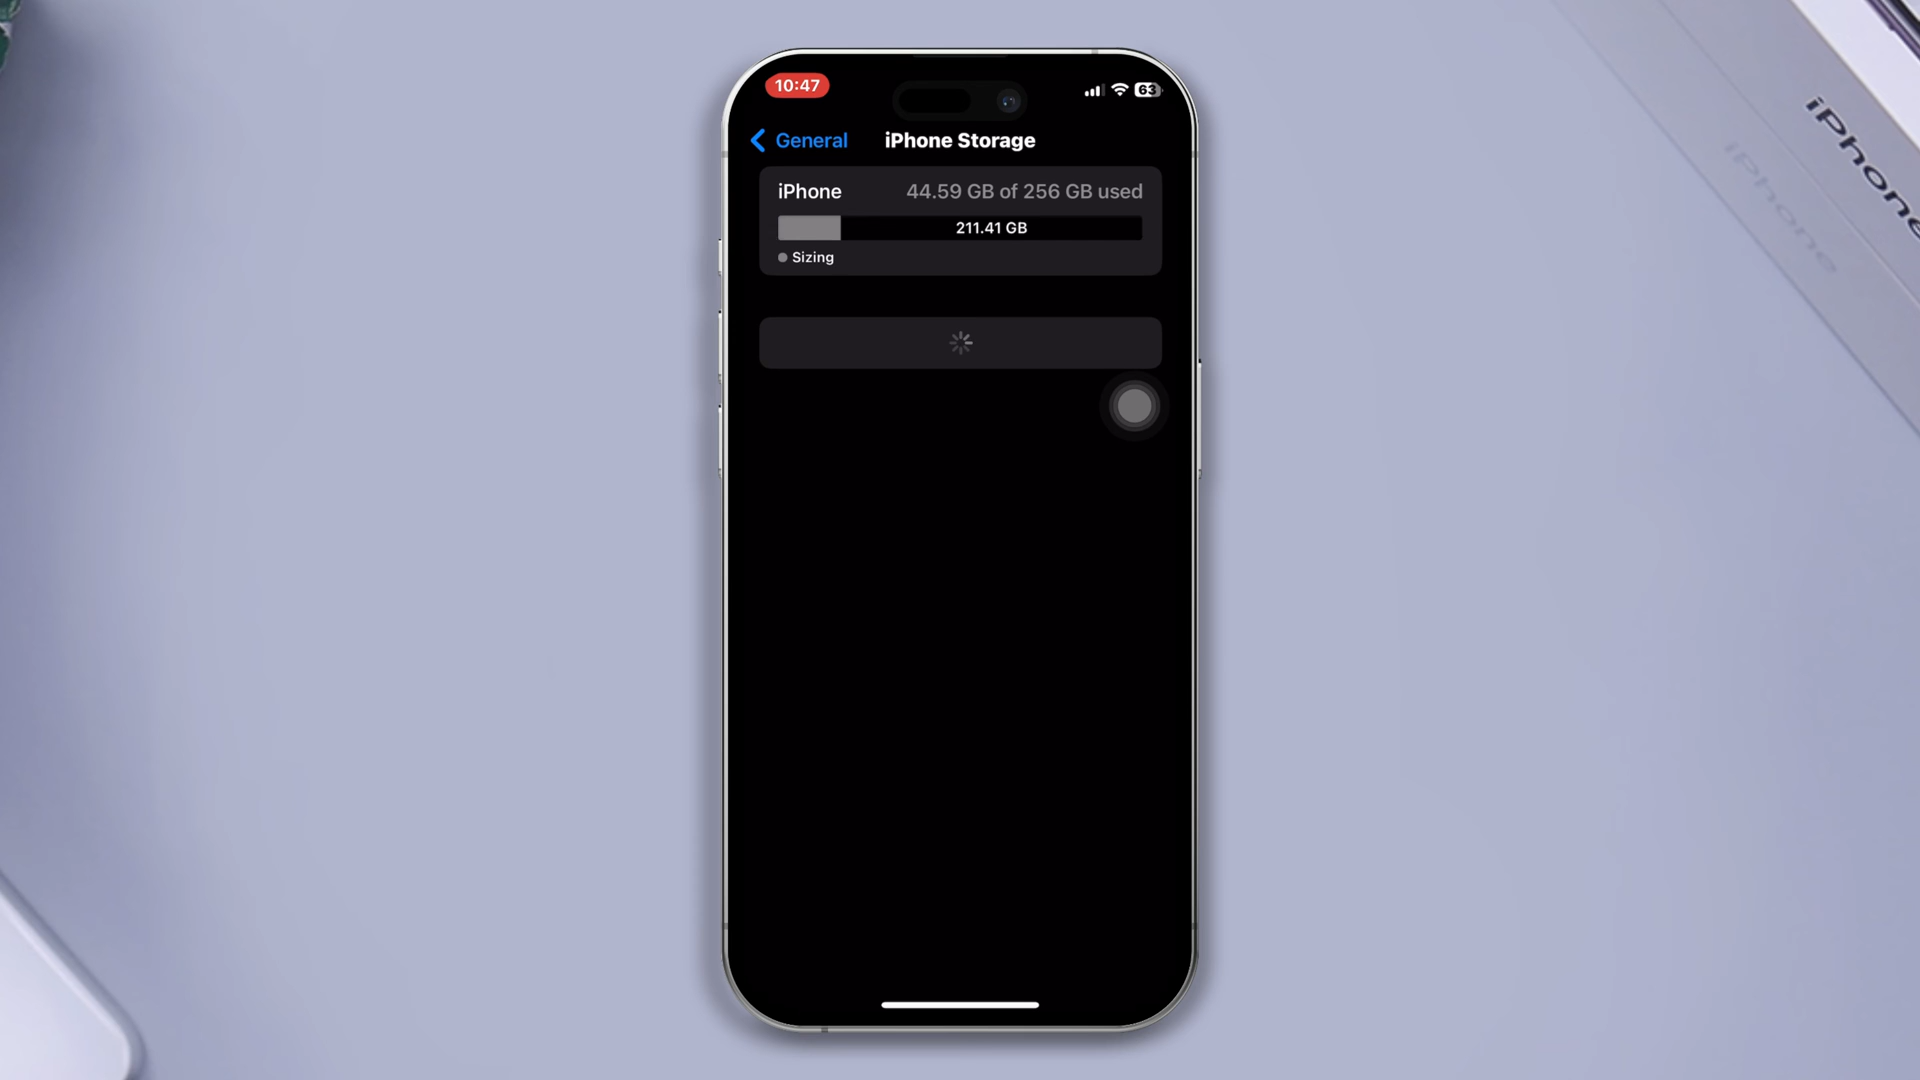 10:47
63
General
iPhone Storage
iPhone
44.59 GB of 256 GB used
211.41 GB
Sizing
iPhone
iPhone